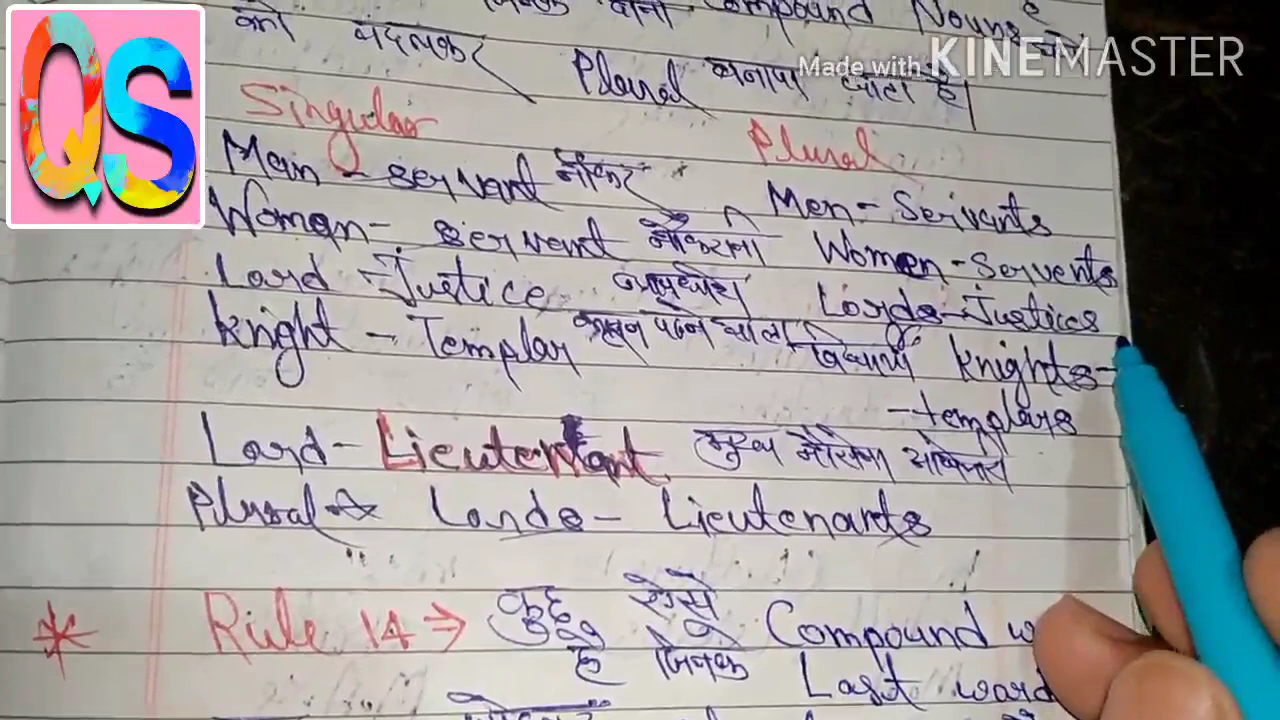 QS
Made with KINEMASTER
Compound Nouns
को बदलकर Plural बनाया जाता है।
Singular Plural
Man - servant नौकर Men - Servants
Woman - servant नौकरानी Women - Servents
Lord - Justice Lords - Justices
Knight - Templar कानून पढ़ने वाला विद्यार्थी Knights -
- templars
Lord - Lieutenant मुख्य
Plural → Lords - Lieutenants
* Rule 14 ⇒ कुछ ऐसे Compound
है जिनके Last word